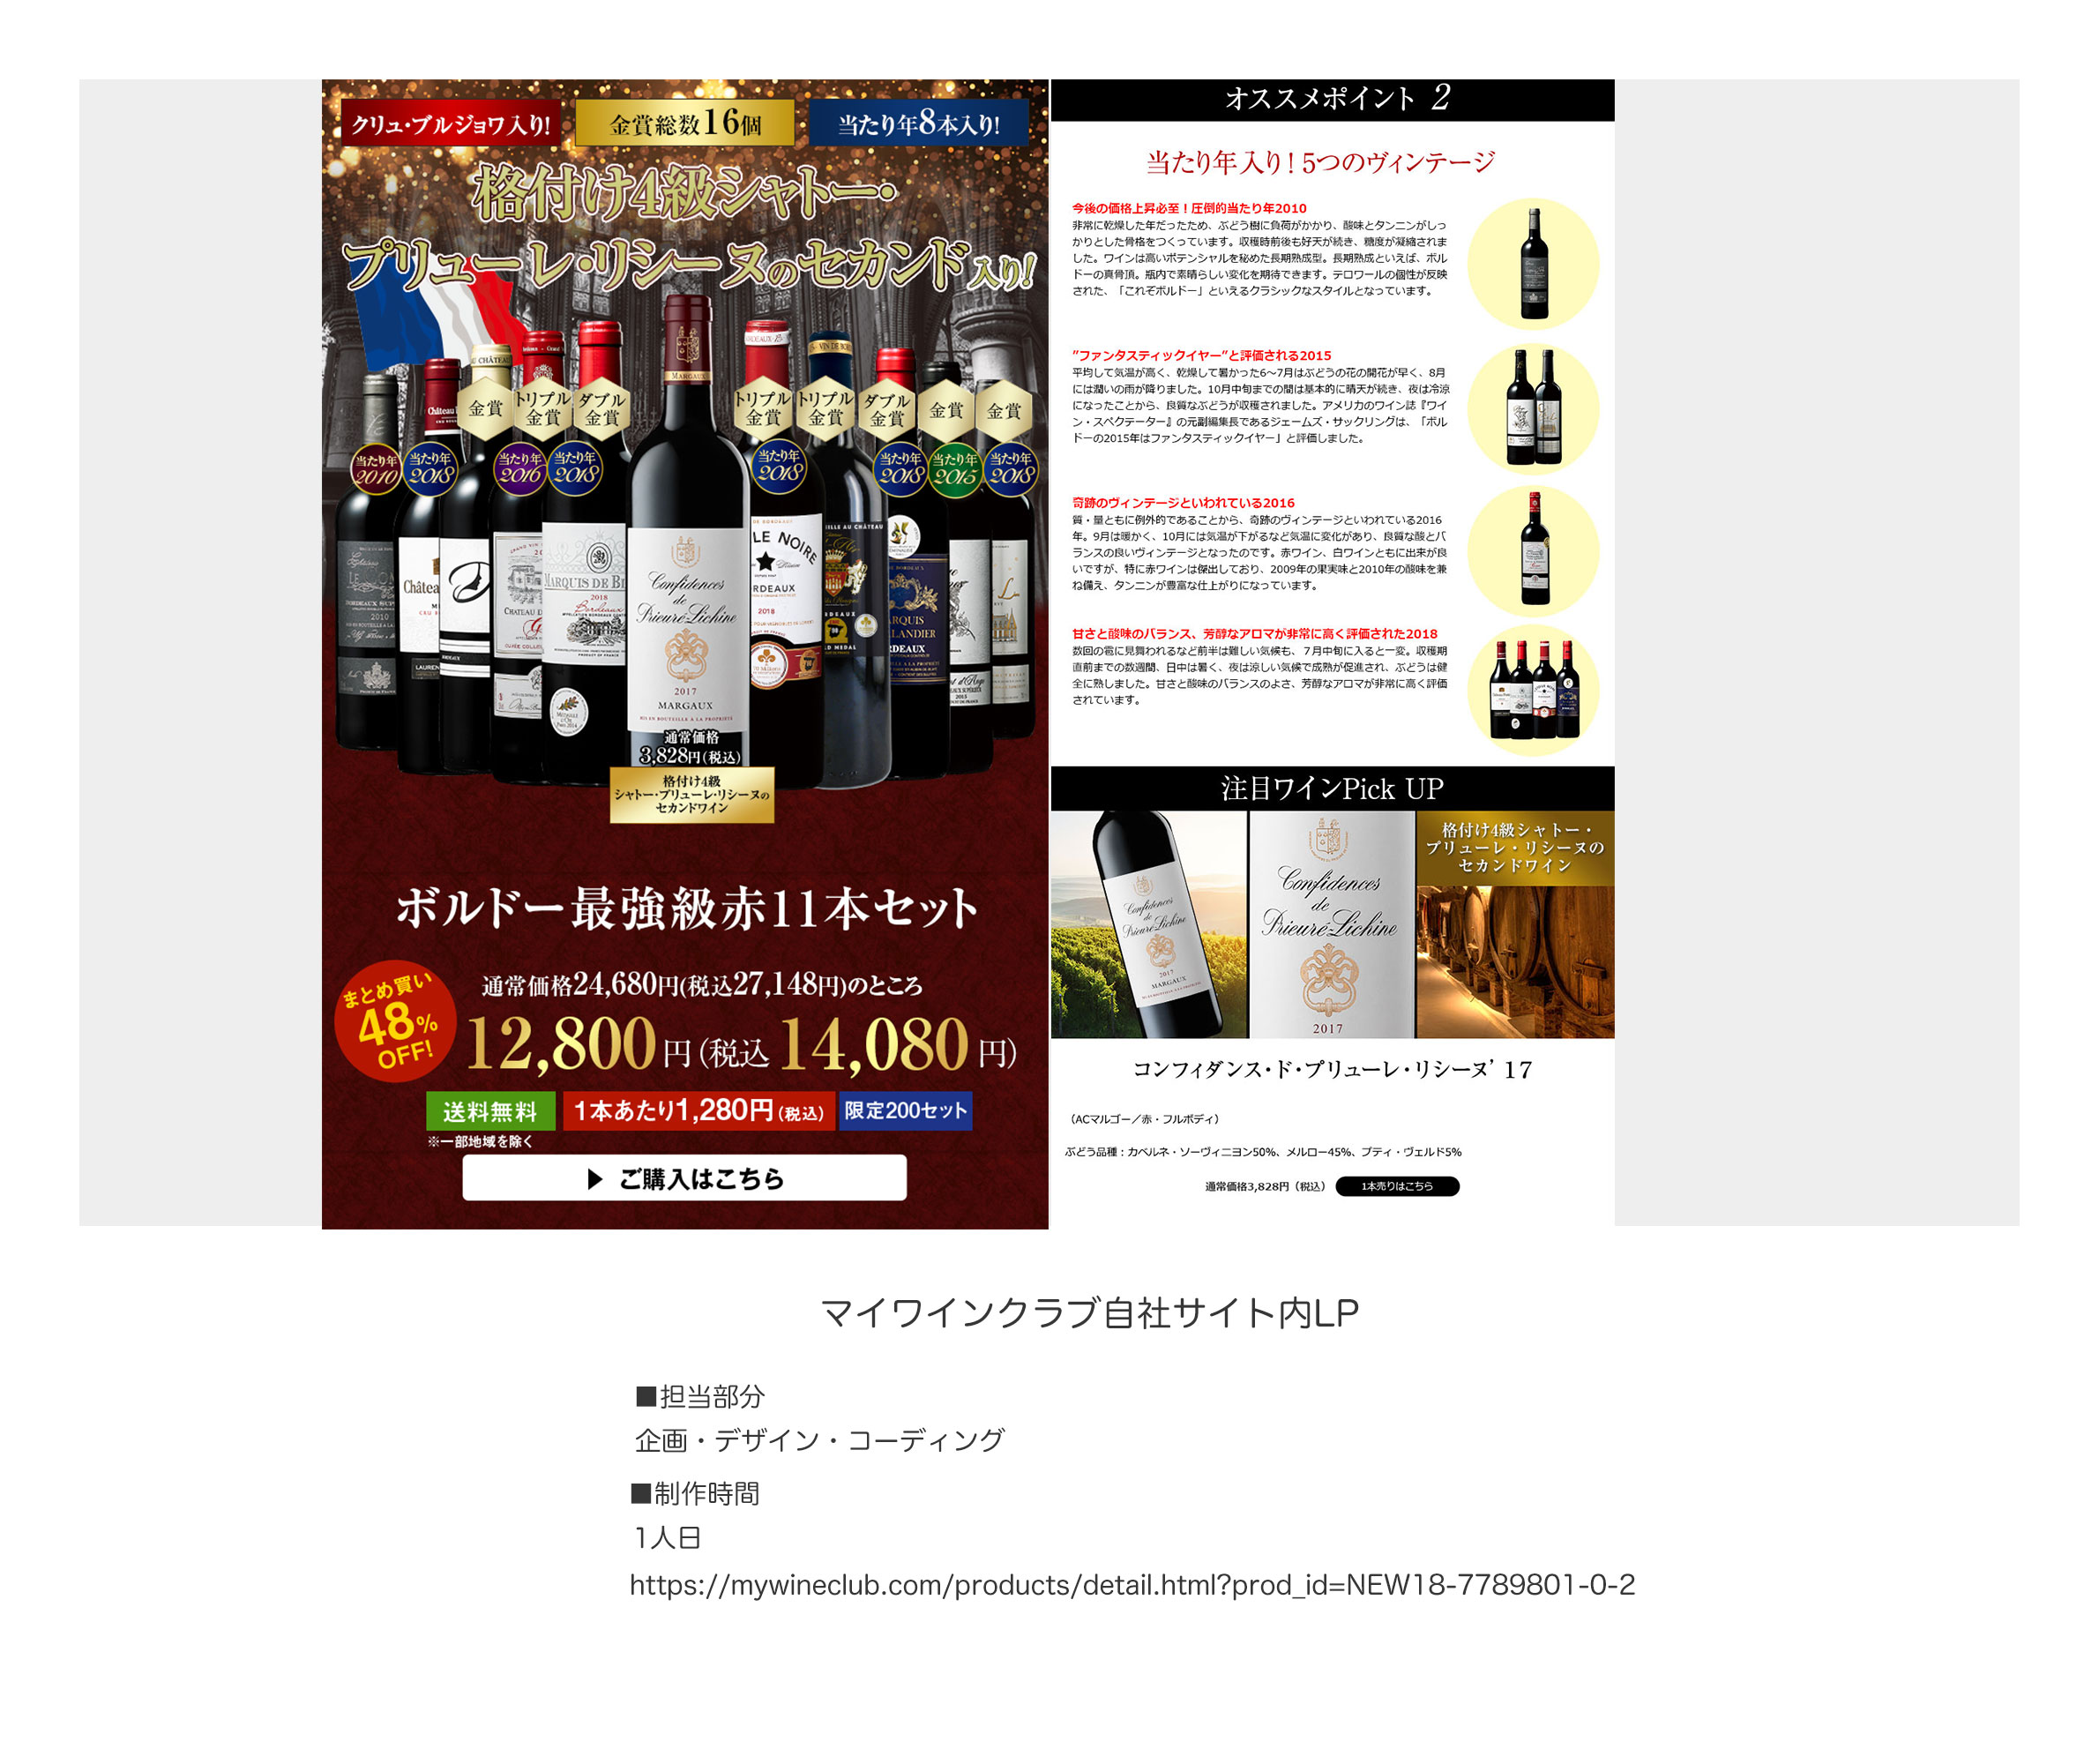 クリュ・ブルジョワ入り!
金賞総数16個
当たり年8本入り!
格付け4級シャトー・
プリューレ・リシーヌのセカンド入り!
金賞
トリプル
金賞
ダブル
金賞
トリプル
金賞
トリプル
金賞
ダブル
金賞
金賞
金賞
当たり年
2010
当たり年
2018
当たり年
2016
当たり年
2018
当たり年
2018
当たり年
2018
当たり年
2015
当たり年
2018
MARGAUX
MARQUIS DE
2018
Bordeaux
Confidences
de
Prieuré-Lichine
2017
MARGAUX
MIS EN BOUTEILLE A LA PROPRIÉTÉ
LE NOIRE
2018
通常価格
3,828円(税込)
格付け4級
シャトー・プリューレ・リシーヌの
セカンドワイン
ボルドー最強級赤11本セット
まとめ買い
48%
OFF!
通常価格24,680円(税込27,148円)のところ
12,800円(税込14,080円)
送料無料
1本あたり1,280円(税込)
限定200セット
※一部地域を除く
▶ ご購入はこちら
オススメポイント 2
当たり年入り！5つのヴィンテージ
今後の価格上昇必至！圧倒的当たり年2010
非常に乾燥した年だったため、ぶどう樹に負荷がかかり、酸味とタンニンがしっ
かりとした骨格をつくっています。収穫時前後も好天が続き、糖度が凝縮されま
した。ワインは高いポテンシャルを秘めた長期熟成型。長期熟成といえば、ボル
ドーの真骨頂。瓶内で素晴らしい変化を期待できます。テロワールの個性が反映
された、「これぞボルドー」といえるクラシックなスタイルとなっています。
”ファンタスティックイヤー”と評価される2015
平均して気温が高く、乾燥して暑かった6〜7月はぶどうの花の開花が早く、8月
には潤いの雨が降りました。10月中旬までの間は基本的に晴天が続き、夜は冷涼
になったことから、良質なぶどうが収穫されました。アメリカのワイン誌『ワイ
ン・スペクテーター』の元副編集長であるジェームズ・サックリングは、「ボル
ドーの2015年はファンタスティックイヤー」と評価しました。
奇跡のヴィンテージといわれている2016
質・量ともに例外的であることから、奇跡のヴィンテージといわれている2016
年。9月は暖かく、10月には気温が下がるなど気温に変化があり、良質な酸とバ
ランスの良いヴィンテージとなったのです。赤ワイン、白ワインともに出来が良
いですが、特に赤ワインは傑出しており、2009年の果実味と2010年の酸味を兼
ね備え、タンニンが豊富な仕上がりになっています。
甘さと酸味のバランス、芳醇なアロマが非常に高く評価された2018
数回の雹に見舞われるなど前半は難しい気候も、７月中旬に入ると一変。収穫期
直前までの数週間、日中は暑く、夜は涼しい気候で成熟が促進され、ぶどうは健
全に熟しました。甘さと酸味のバランスのよさ、芳醇なアロマが非常に高く評価
されています。
注目ワインPick UP
Confidences
de
Prieuré-Lichine
2017
MARGAUX
Confidences
de
Prieuré-Lichine
2017
格付け4級シャトー・
プリューレ・リシーヌの
セカンドワイン
コンフィダンス・ド・プリューレ・リシーヌ’17
（ACマルゴー／赤・フルボディ）
ぶどう品種：カベルネ・ソーヴィニヨン50%、メルロー45%、プティ・ヴェルド5%
通常価格3,828円（税込）
1本売りはこちら
マイワインクラブ自社サイト内LP
■担当部分
企画・デザイン・コーディング
■制作時間
1人日
https://mywineclub.com/products/detail.html?prod_id=NEW18-7789801-0-2